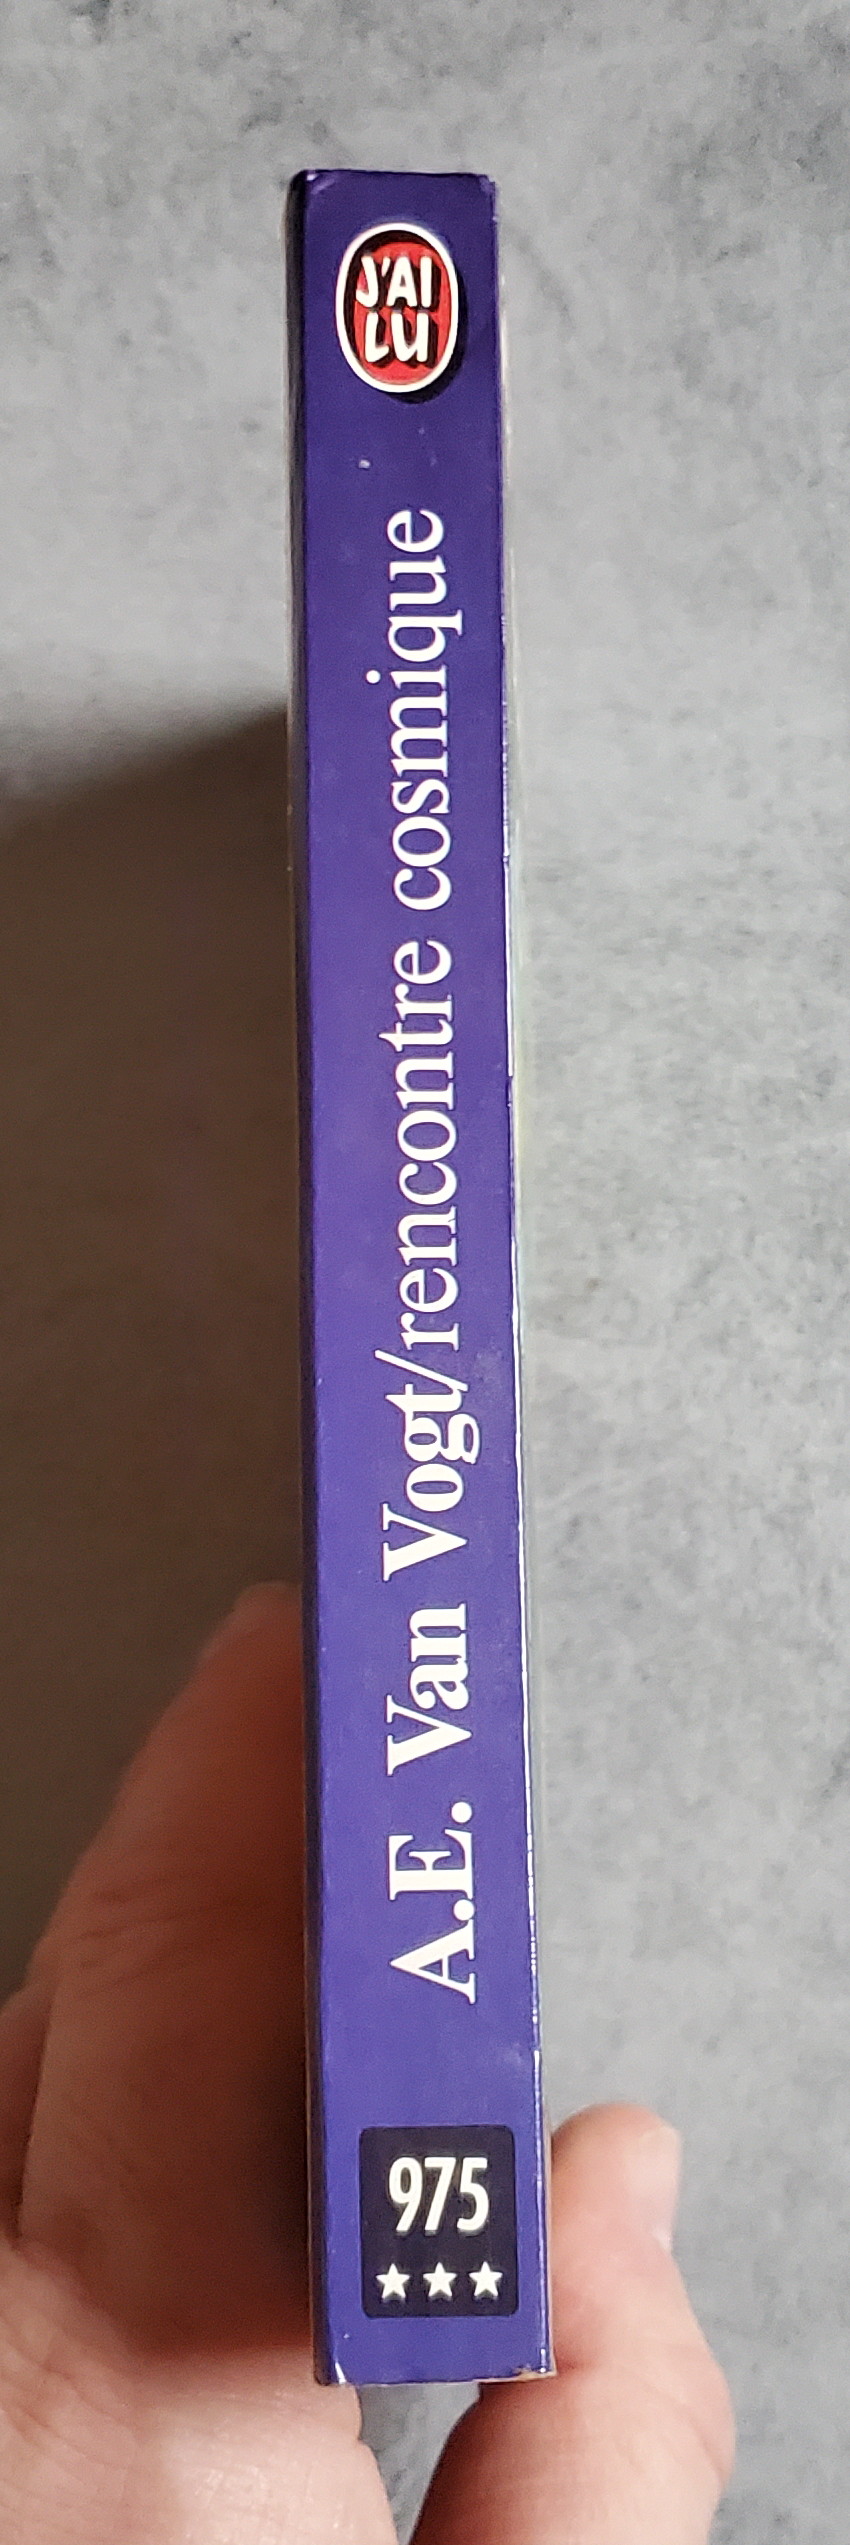 J'AI
LU
A.E. Van Vogt/rencontre cosmique
975
★★★